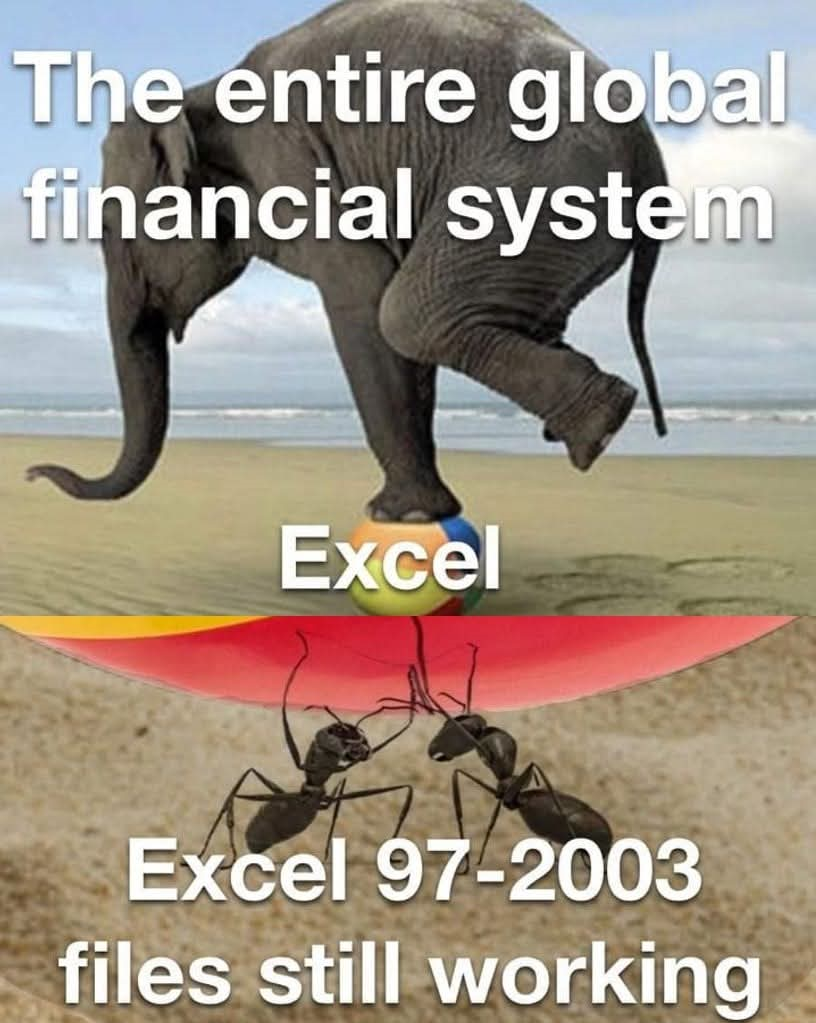 The entire global
financial system
Excel
Excel 97-2003
files still working